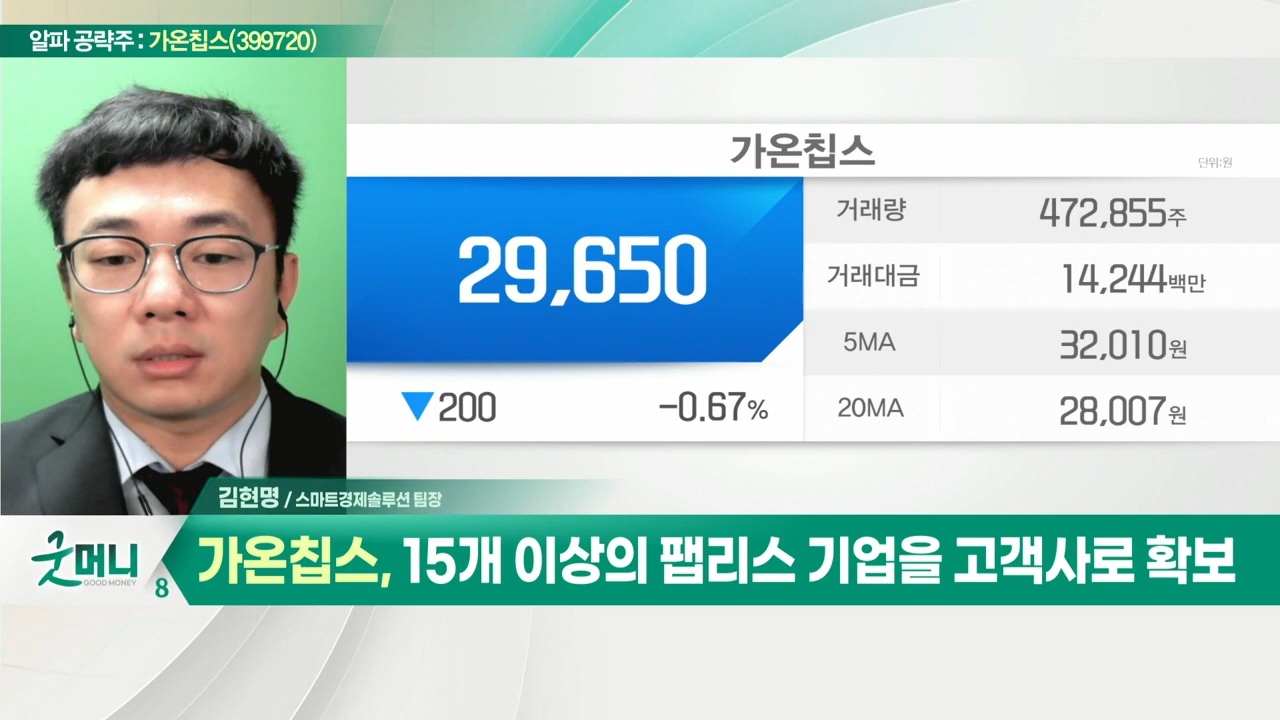 알파 공략주 : 가온칩스(399720)
가온칩스
단위:원
29,650
▼200 -0.67%
거래량 472,855주
거래대금 14,244백만
5MA 32,010원
20MA 28,007원
김현명 / 스마트경제솔루션 팀장
굿머니
GOOD MONEY
8
가온칩스, 15개 이상의 팹리스 기업을 고객사로 확보